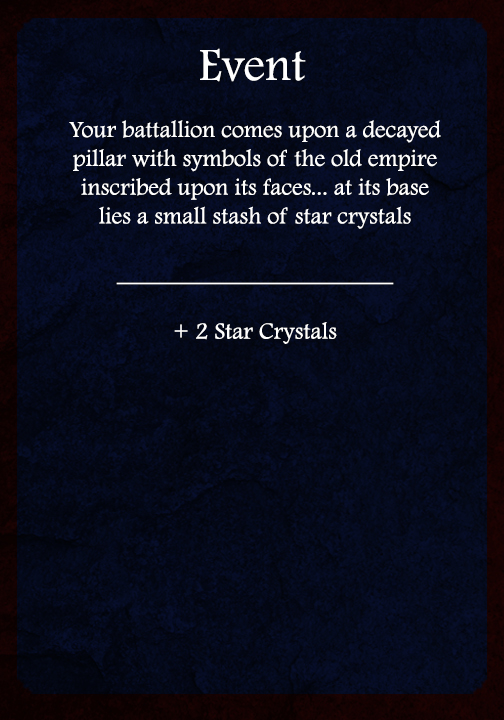 Event
Your battallion comes upon a decayed
pillar with symbols of the old empire
inscribed upon its faces... at its base
lies a small stash of star crystals
+ 2 Star Crystals